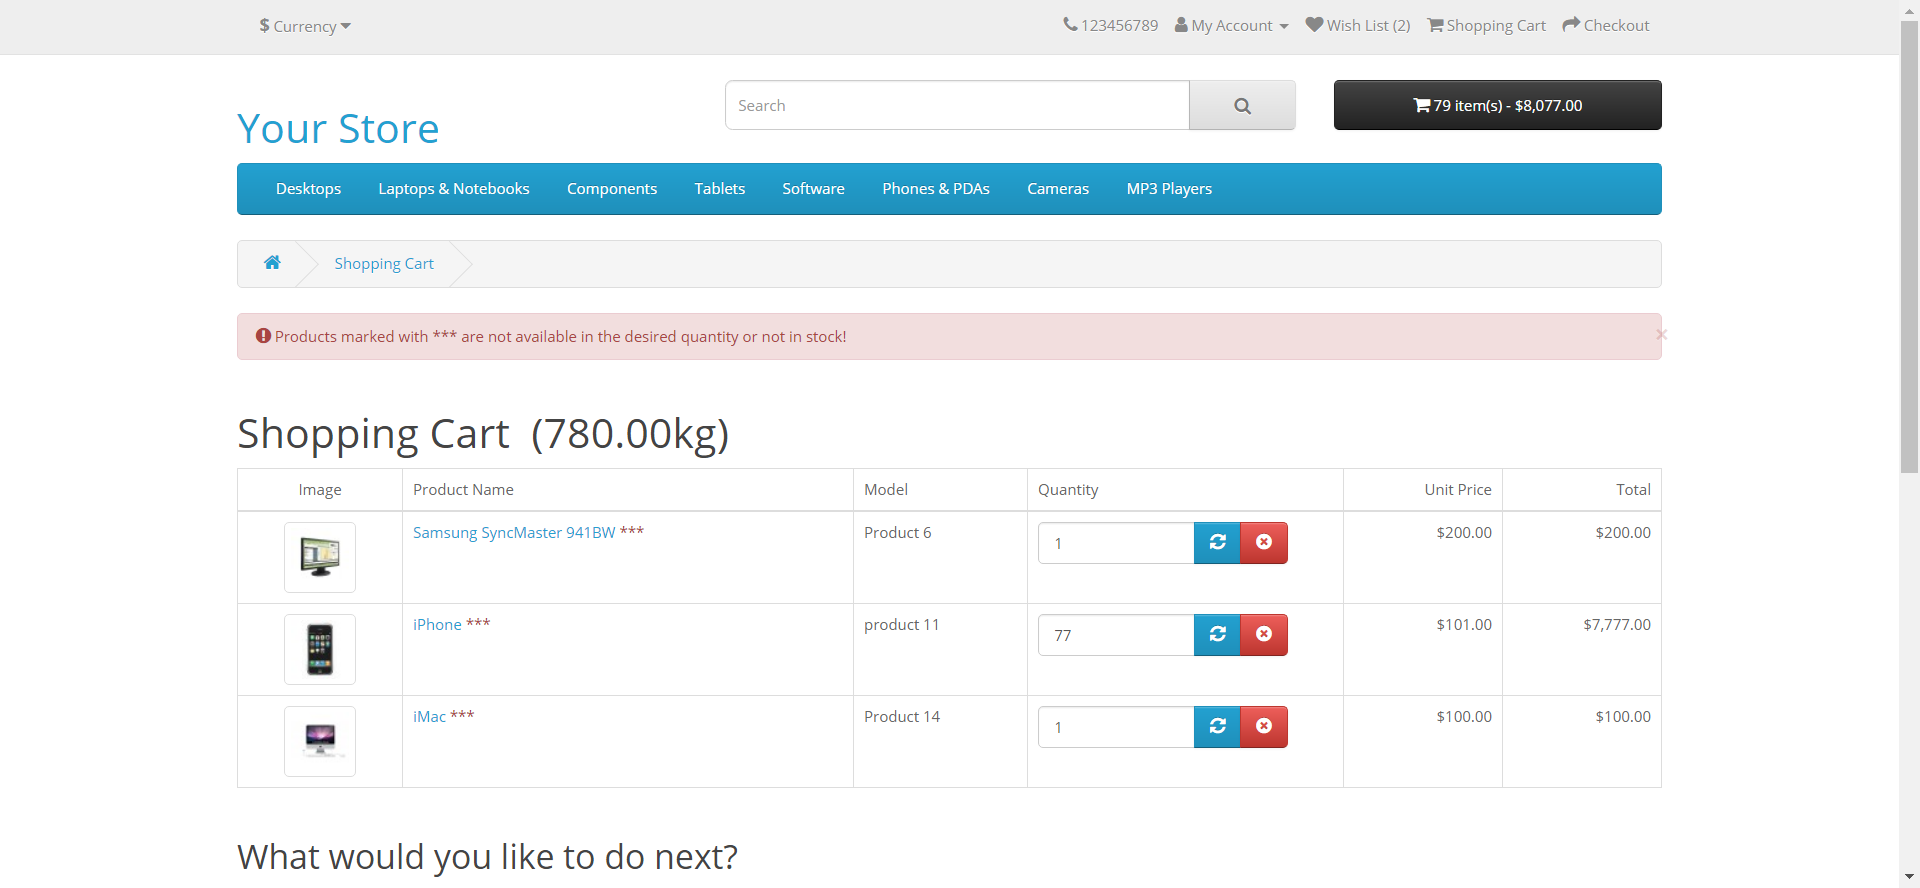 $ Currency
123456789 My Account Wish List (2) Shopping Cart Checkout
Your Store
Search
79 item(s) - $8,077.00
Desktops Laptops & Notebooks Components Tablets Software Phones & PDAs Cameras MP3 Players
Shopping Cart
Products marked with *** are not available in the desired quantity or not in stock!
×
Shopping Cart (780.00kg)
Image Product Name Model Quantity Unit Price Total
Samsung SyncMaster 941BW *** Product 6 1 $200.00 $200.00
iPhone *** product 11 77 $101.00 $7,777.00
iMac *** Product 14 1 $100.00 $100.00
What would you like to do next?